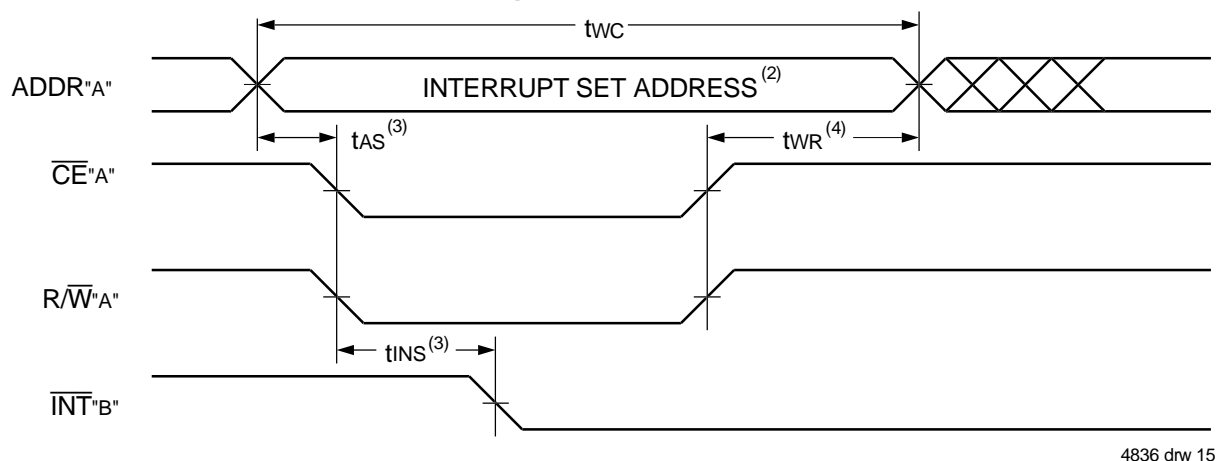 tWC
ADDR"A" INTERRUPT SET ADDRESS(2)
tAS(3) tWR(4)
CE"A"
R/W"A"
tINS(3)
INT"B"
4836 drw 15